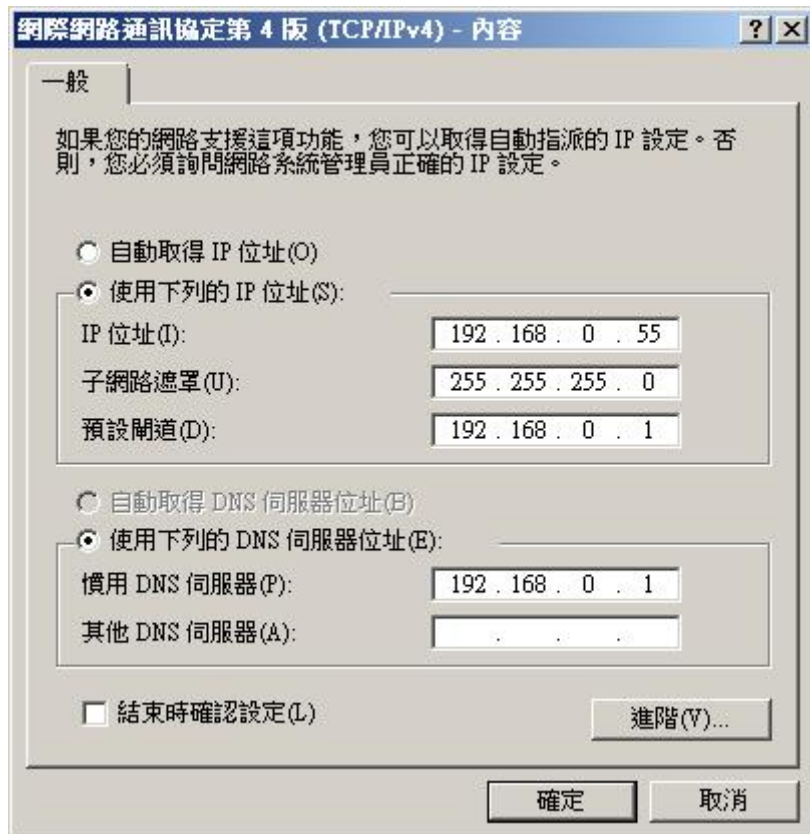 網際網路通訊協定第 4 版 (TCP/IPv4) - 內容
一般
如果您的網路支援這項功能，您可以取得自動指派的 IP 設定。否
則，您必須詢問網路系統管理員正確的 IP 設定。
自動取得 IP 位址(O)
使用下列的 IP 位址(S):
IP 位址(I): 192 . 168 . 0 . 55
子網路遮罩(U): 255 . 255 . 255 . 0
預設閘道(D): 192 . 168 . 0 . 1
自動取得 DNS 伺服器位址(B)
使用下列的 DNS 伺服器位址(E):
慣用 DNS 伺服器(P): 192 . 168 . 0 . 1
其他 DNS 伺服器(A): . . .
結束時確認設定(L)
進階(V)...
確定 取消